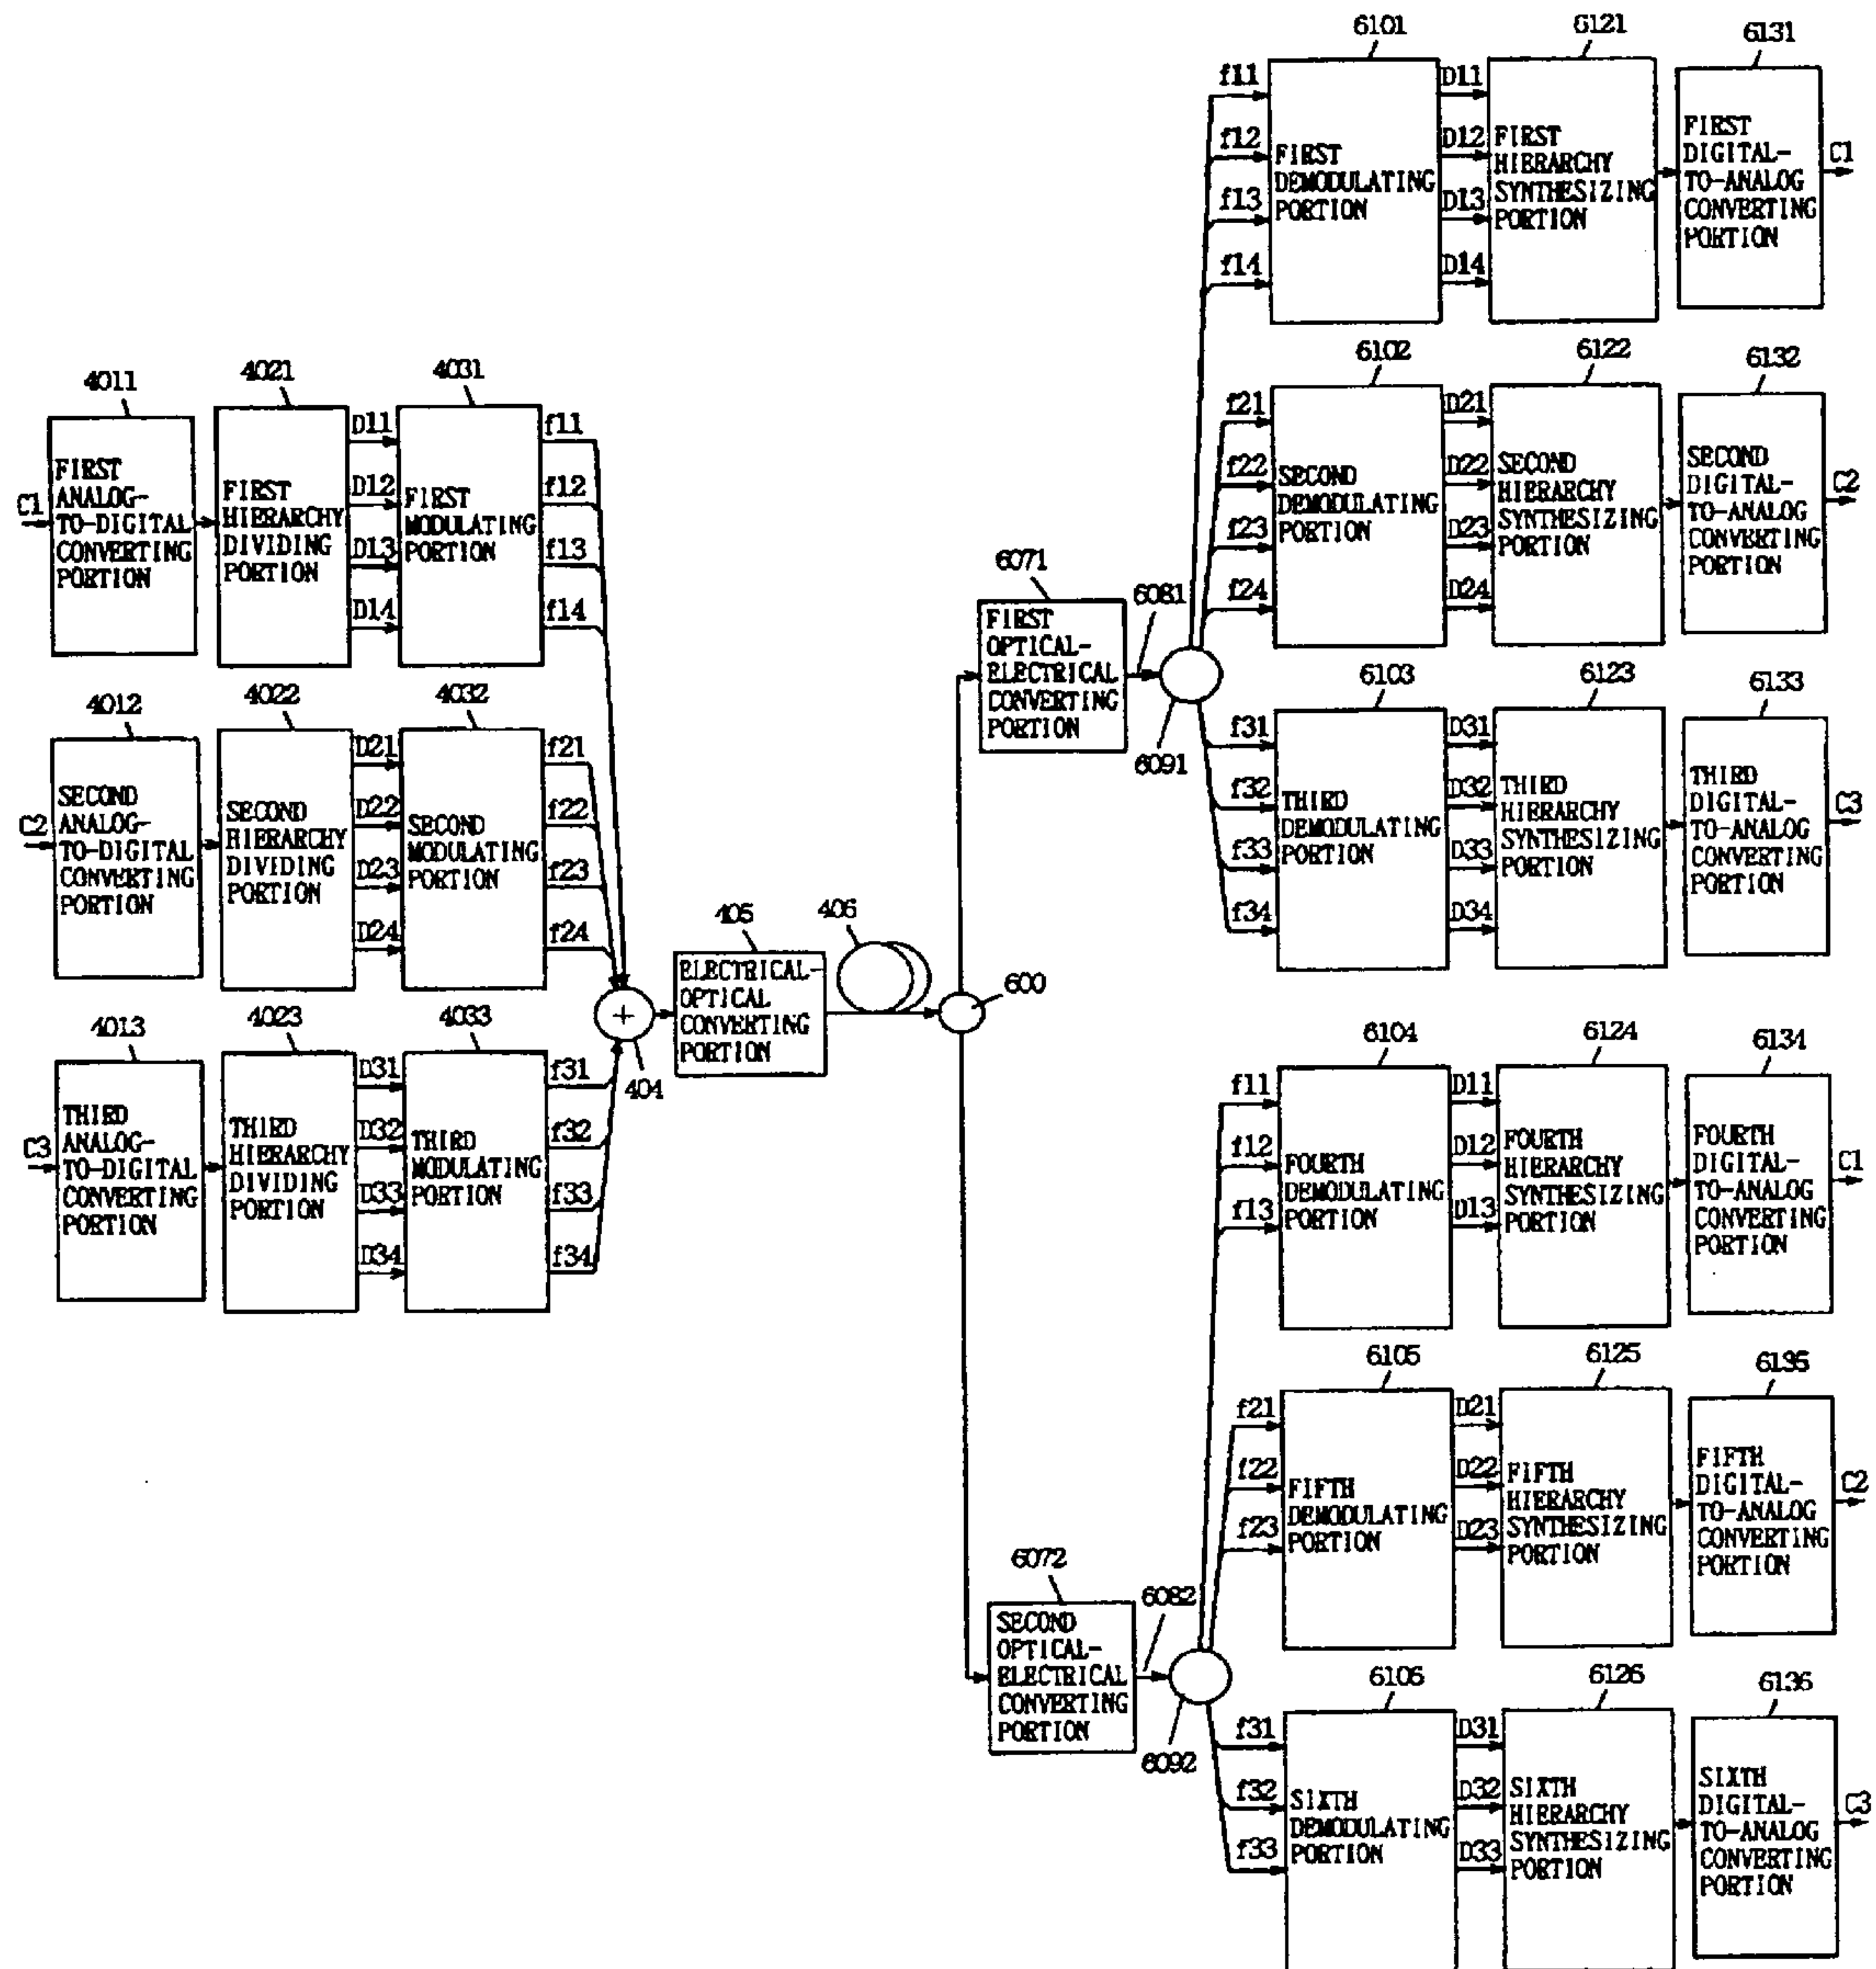 4011
FIRST
ANALOG-
TO-DIGITAL
CONVERTING
PORTION
C1
4021
FIRST
HIERARCHY
DIVIDING
PORTION
D11
D12
D13
D14
4031
FIRST
MODULATING
PORTION
f11
f12
f13
f14
4012
SECOND
ANALOG-
TO-DIGITAL
CONVERTING
PORTION
C2
4022
SECOND
HIERARCHY
DIVIDING
PORTION
D21
D22
D23
D24
4032
SECOND
MODULATING
PORTION
f21
f22
f23
f24
4013
THIRD
ANALOG-
TO-DIGITAL
CONVERTING
PORTION
C3
4023
THIRD
HIERARCHY
DIVIDING
PORTION
D31
D32
D33
D34
4033
THIRD
MODULATING
PORTION
f31
f32
f33
f34
+
404
405
ELECTRICAL-
OPTICAL
CONVERTING
PORTION
406
600
6071
FIRST
OPTICAL-
ELECTRICAL
CONVERTING
PORTION
6081
6091
6072
SECOND
OPTICAL-
ELECTRICAL
CONVERTING
PORTION
6082
6092
6101
f11
f12
f13
f14
FIRST
DEMODULATING
PORTION
D11
D12
D13
D14
6121
FIRST
HIERARCHY
SYNTHESIZING
PORTION
6131
FIRST
DIGITAL-
TO-ANALOG
CONVERTING
PORTION
C1
6102
f21
f22
f23
f24
SECOND
DEMODULATING
PORTION
D21
D22
D23
D24
6122
SECOND
HIERARCHY
SYNTHESIZING
PORTION
6132
SECOND
DIGITAL-
TO-ANALOG
CONVERTING
PORTION
C2
6103
f31
f32
f33
f34
THIRD
DEMODULATING
PORTION
D31
D32
D33
D34
6123
THIRD
HIERARCHY
SYNTHESIZING
PORTION
6133
THIRD
DIGITAL-
TO-ANALOG
CONVERTING
PORTION
C3
6104
f11
f12
f13
FOURTH
DEMODULATING
PORTION
D11
D12
D13
6124
FOURTH
HIERARCHY
SYNTHESIZING
PORTION
6134
FOURTH
DIGITAL-
TO-ANALOG
CONVERTING
PORTION
C1
6105
f21
f22
f23
FIFTH
DEMODULATING
PORTION
D21
D22
D23
6125
FIFTH
HIERARCHY
SYNTHESIZING
PORTION
6135
FIFTH
DIGITAL-
TO-ANALOG
CONVERTING
PORTION
C2
6106
f31
f32
f33
SIXTH
DEMODULATING
PORTION
D31
D32
D33
6126
SIXTH
HIERARCHY
SYNTHESIZING
PORTION
6136
SIXTH
DIGITAL-
TO-ANALOG
CONVERTING
PORTION
C3